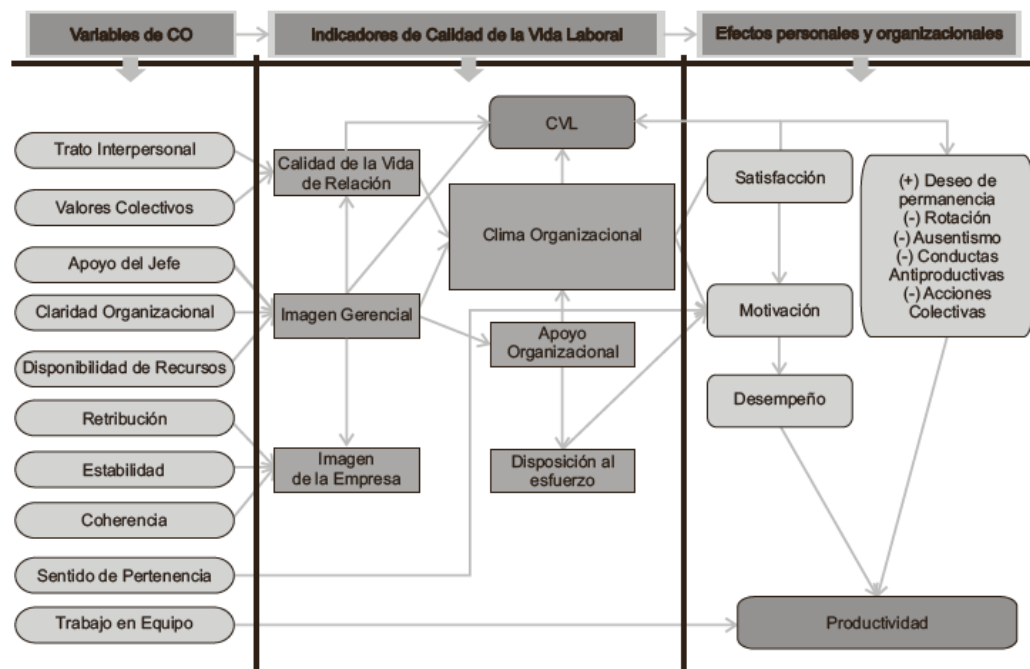 Variables de CO
Indicadores de Calidad de la Vida Laboral
Efectos personales y organizacionales
Trato Interpersonal
Valores Colectivos
Apoyo del Jefe
Claridad Organizacional
Disponibilidad de Recursos
Retribución
Estabilidad
Coherencia
Sentido de Pertenencia
Trabajo en Equipo
CVL
Calidad de la Vida
de Relación
Clima Organizacional
Imagen Gerencial
Apoyo
Organizacional
Imagen
de la Empresa
Disposición al
esfuerzo
Satisfacción
Motivación
Desempeño
(+) Deseo de
permanencia
(-) Rotación
(-) Ausentismo
(-) Conductas
Antiproductivas
(-) Acciones
Colectivas
Productividad